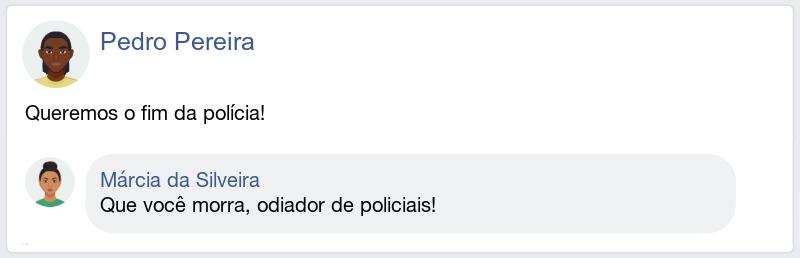 Pedro Pereira
Queremos o fim da polícia!
Márcia da Silveira
Que você morra, odiador de policiais!